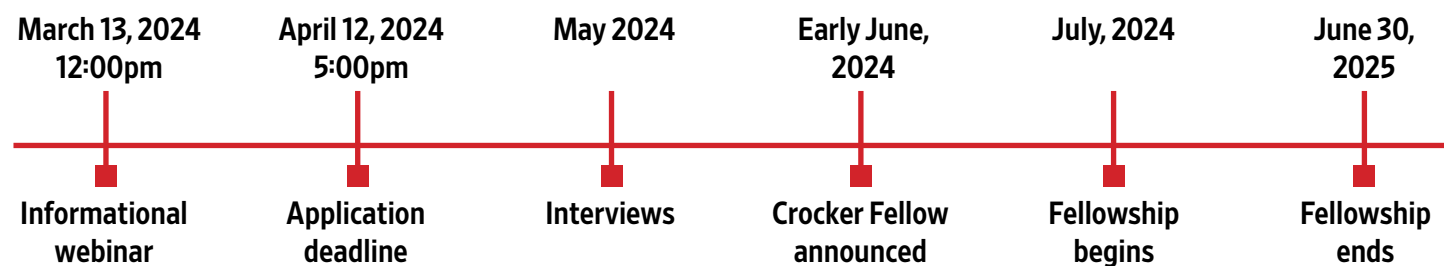 March 13, 2024
12:00pm
April 12, 2024
5:00pm
May 2024
Early June,
2024
July, 2024
June 30,
2025
Informational
webinar
Application
deadline
Interviews
Crocker Fellow
announced
Fellowship
begins
Fellowship
ends